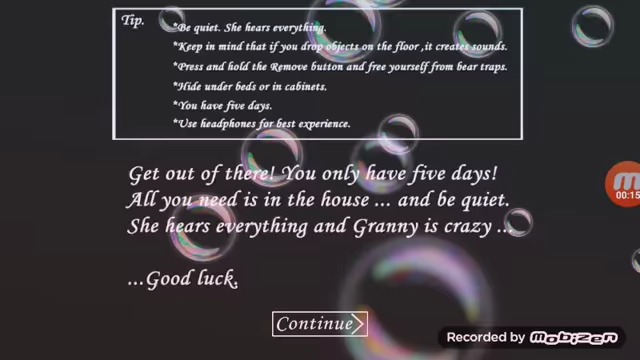 Tip.
*Be quiet. She hears everything.
*Keep in mind that if you drop objects on the floor ,it creates sounds.
*Press and hold the Remove button and free yourself from bear traps.
*Hide under beds or in cabinets.
*You have five days.
*Use headphones for best experience.
Get out of there! You only have five days!
All you need is in the house ... and be quiet.
She hears everything and Granny is crazy ...
...Good luck.
Continue
00:15
Recorded by mobizen